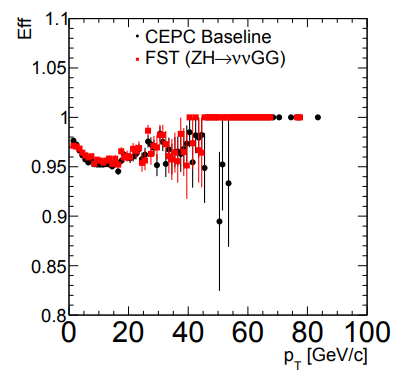 Eff
1.1
• CEPC Baseline
▪ FST (ZH→ννGG)
1.05
1
0.95
0.9
0.85
0.8
0 20 40 60 80 100
p_T [GeV/c]